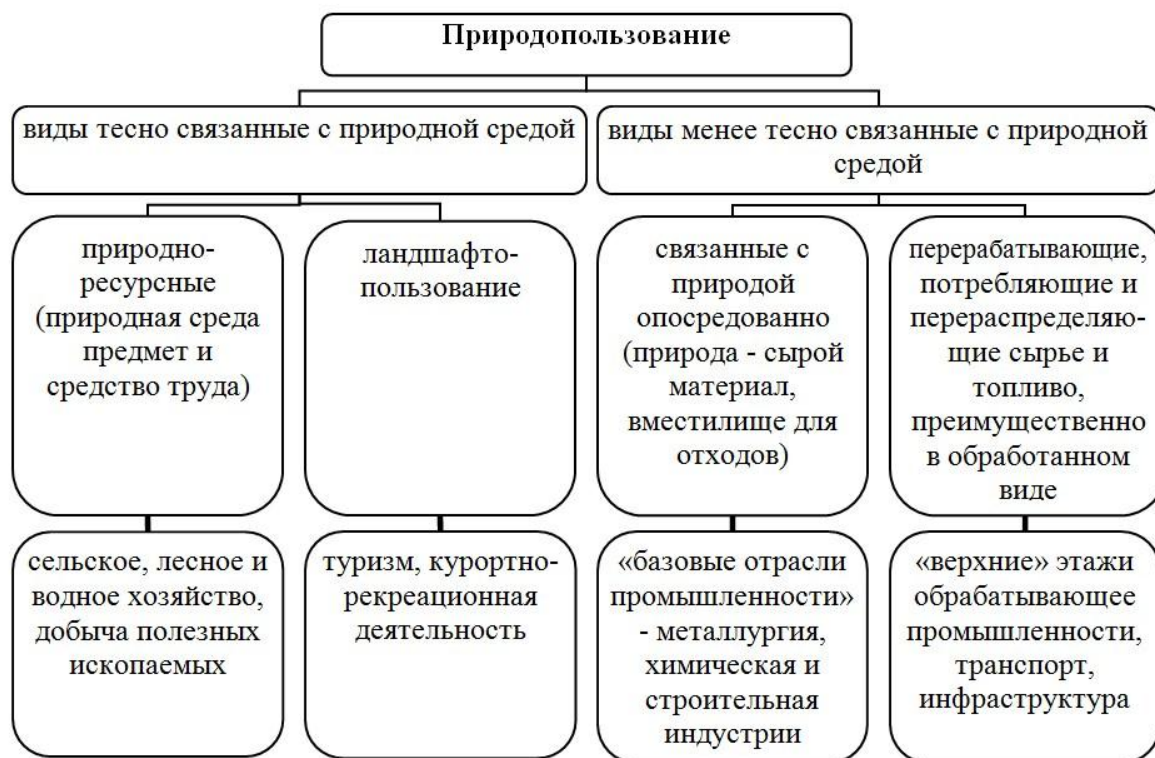 Природопользование
виды тесно связанные с природной средой
виды менее тесно связанные с природной
средой
природно-
ресурсные
(природная среда
предмет и
средство труда)
ландшафто-
пользование
связанные с
природой
опосредованно
(природа - сырой
материал,
вместилище для
отходов)
перерабатывающие,
потребляющие и
перераспределяю-
щие сырье и
топливо,
преимущественно
в обработанном
виде
сельское, лесное и
водное хозяйство,
добыча полезных
ископаемых
туризм, курортно-
рекреационная
деятельность
«базовые отрасли
промышленности»
- металлургия,
химическая и
строительная
индустрии
«верхние» этажи
обрабатывающее
промышленности,
транспорт,
инфраструктура